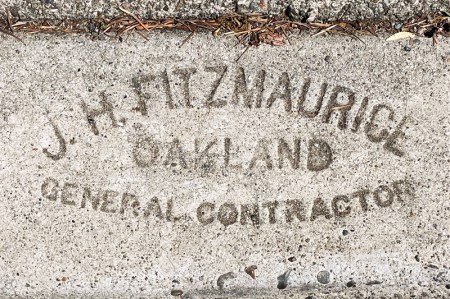 J. H. FITZMAURICE
OAKLAND
GENERAL CONTRACTOR